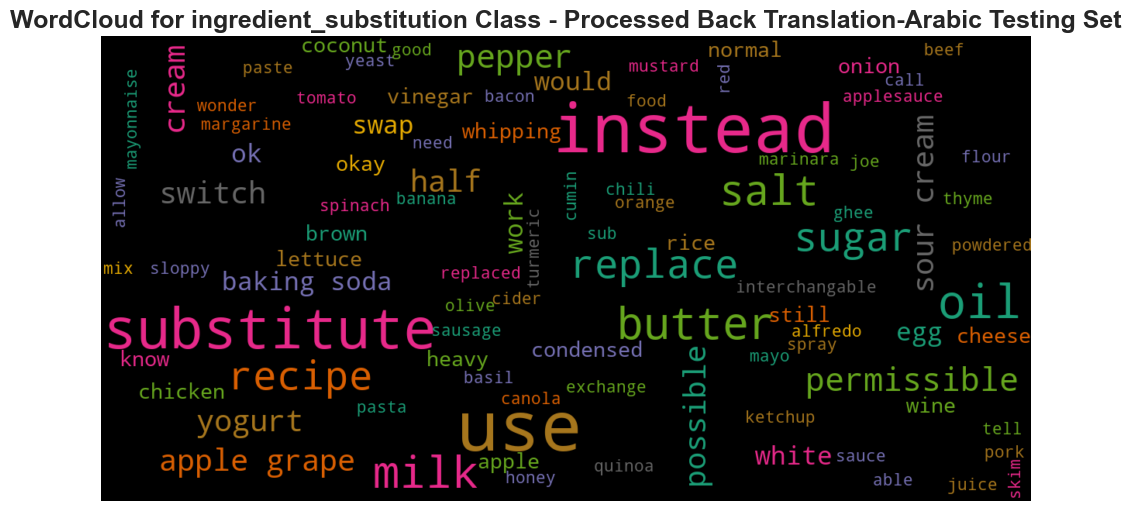 WordCloud for ingredient_substitution Class - Processed Back Translation-Arabic Testing Set
coconut
good
yeast
paste
cream
mayonnaise
wonder
margarine
tomato
vinegar
bacon
pepper
would
food
mustard
red
normal
onion
call
beef
applesauce
swap
need
whipping
instead
ok
okay
half
switch
allow
spinach
banana
brown
lettuce
work
turmeric
cumin
chili
orange
sub
rice
marinara
joe
salt
ghee
sour cream
flour
thyme
sugar
powdered
mix
sloppy
baking soda
replaced
replace
interchangable
olive
cider
sausage
substitute
know
heavy
butter
still
alfredo
spray
oil
egg
cheese
condensed
mayo
chicken
recipe
basil
canola
exchange
possible
permissible
wine
yogurt
pasta
use
ketchup
tell
apple grape
milk
apple
honey
quinoa
white
sauce
able
pork
juice
skim